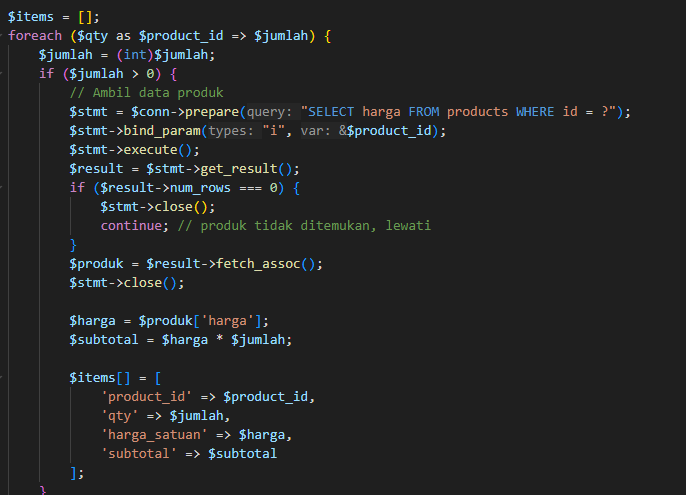 $items = [];
foreach ($qty as $product_id => $jumlah) {
    $jumlah = (int)$jumlah;
    if ($jumlah > 0) {
        // Ambil data produk
        $stmt = $conn->prepare(query: "SELECT harga FROM products WHERE id = ?");
        $stmt->bind_param(types: "i", var: &$product_id);
        $stmt->execute();
        $result = $stmt->get_result();
        if ($result->num_rows === 0) {
            $stmt->close();
            continue; // produk tidak ditemukan, lewati
        }
        $produk = $result->fetch_assoc();
        $stmt->close();

        $harga = $produk['harga'];
        $subtotal = $harga * $jumlah;

        $items[] = [
            'product_id' => $product_id,
            'qty' => $jumlah,
            'harga_satuan' => $harga,
            'subtotal' => $subtotal
        ];
    }